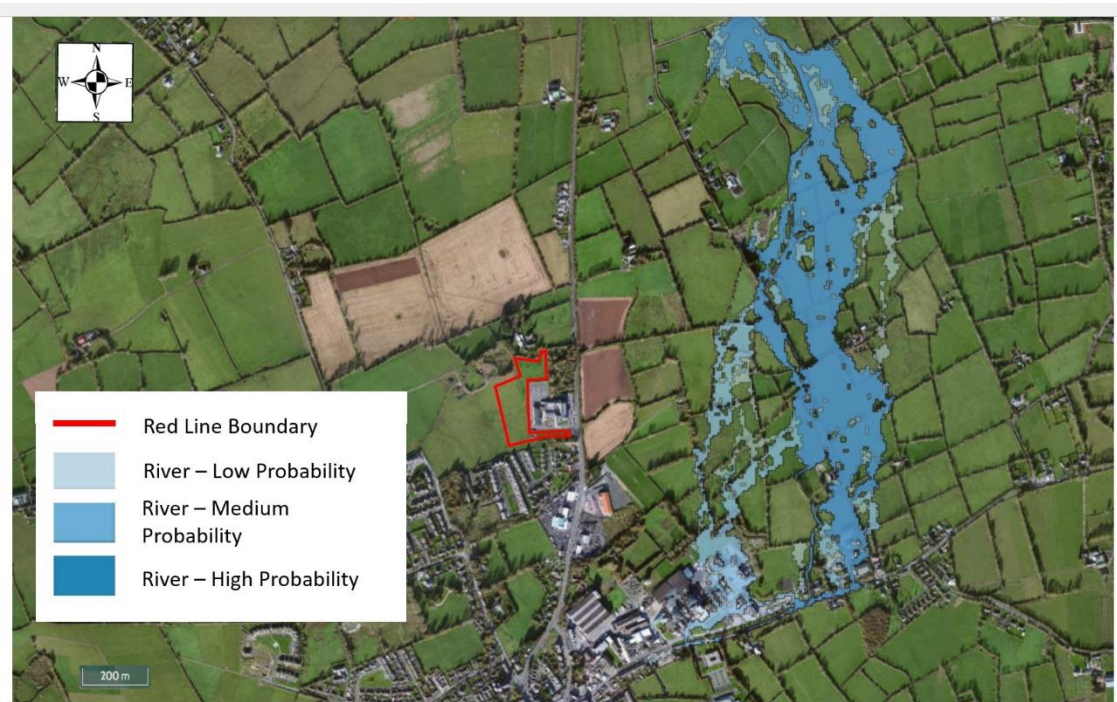 N
W E
S
Red Line Boundary
River – Low Probability
River – Medium
Probability
River – High Probability
200 m